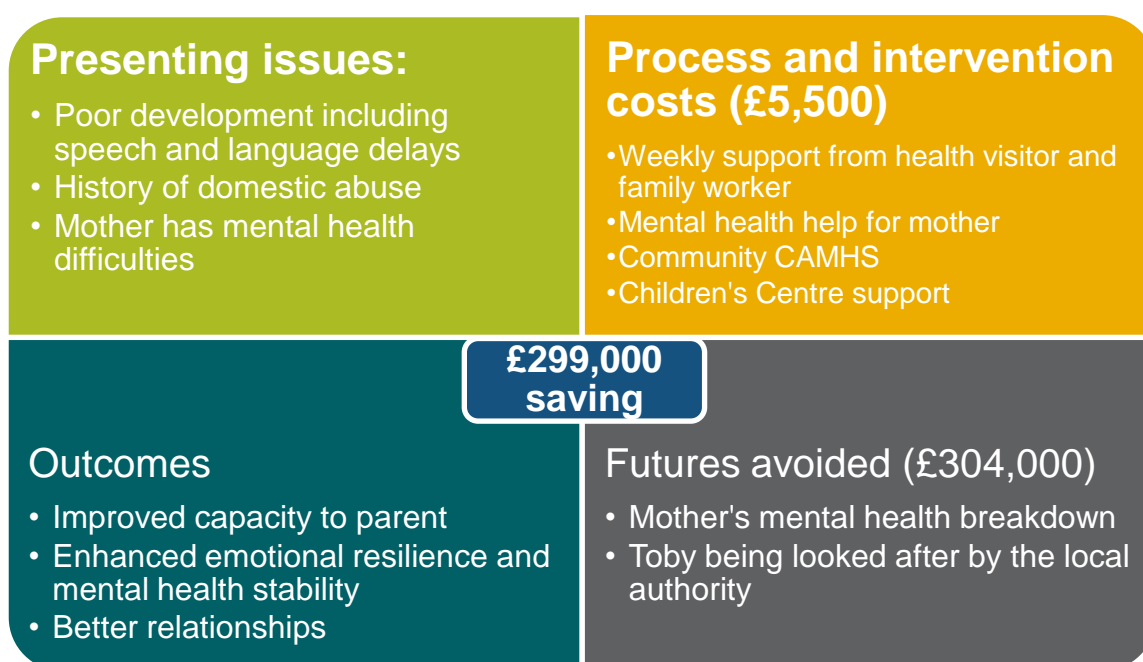 Presenting issues:
• Poor development including
speech and language delays
• History of domestic abuse
• Mother has mental health
difficulties
Process and intervention
costs (£5,500)
•Weekly support from health visitor and
family worker
•Mental health help for mother
•Community CAMHS
•Children's Centre support
£299,000
saving
Outcomes
• Improved capacity to parent
• Enhanced emotional resilience and
mental health stability
• Better relationships
Futures avoided (£304,000)
• Mother's mental health breakdown
• Toby being looked after by the local
authority